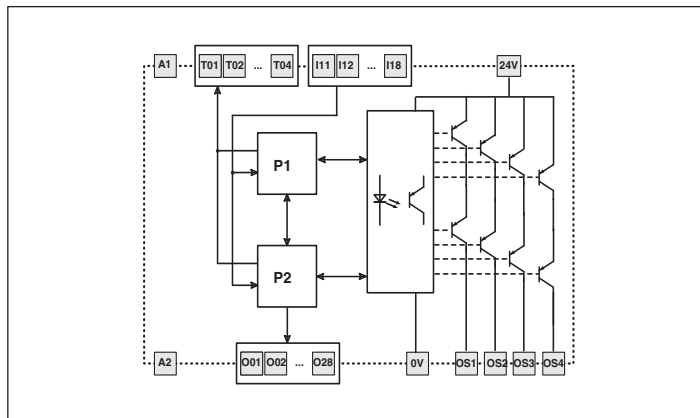 A1 T01 T02 ... T04 I11 I12 ... I18 24V
P1
P2
A2 O01 O02 ... O28 0V OS1 OS2 OS3 OS4